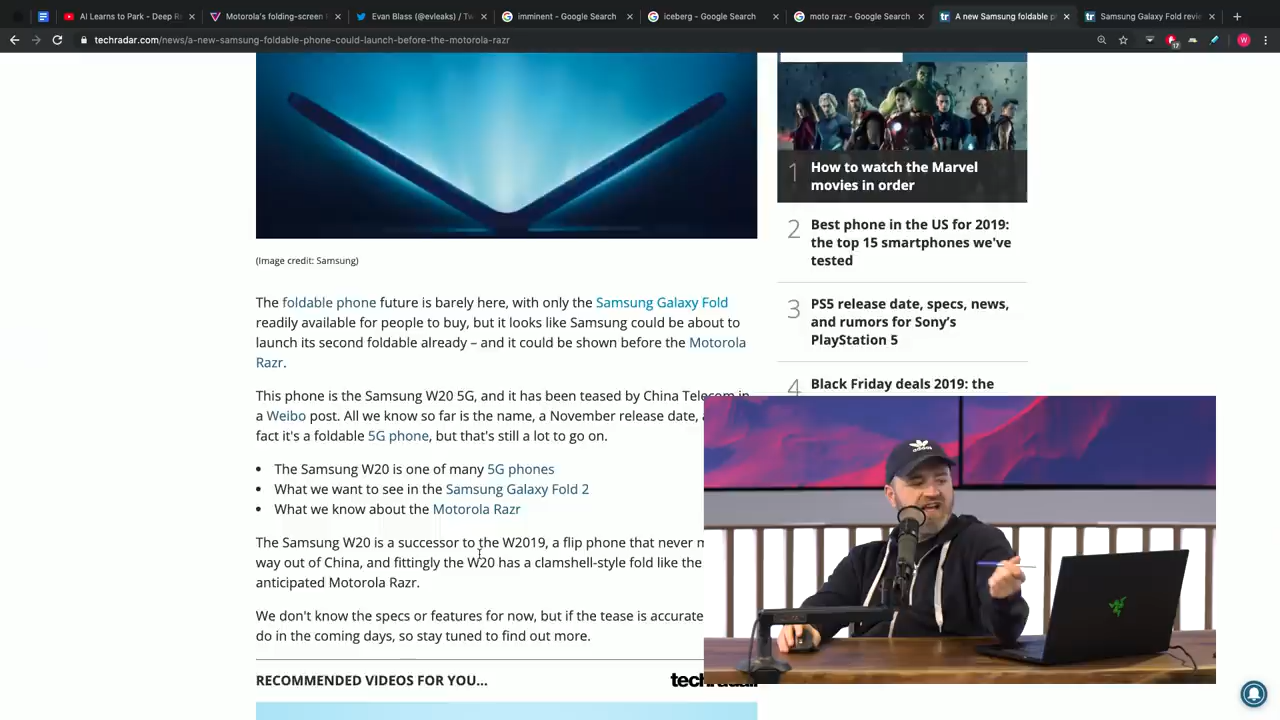 AI Learns to Park - Deep R
Motorola's folding-screen
Evan Blass (@evleaks) / Tw
imminent - Google Search
iceberg - Google Search
moto razr - Google Search
A new Samsung foldable p
Samsung Galaxy Fold revie
techradar.com/news/a-new-samsung-foldable-phone-could-launch-before-the-motorola-razr
(Image credit: Samsung)
The foldable phone future is barely here, with only the Samsung Galaxy Fold
readily available for people to buy, but it looks like Samsung could be about to
launch its second foldable already – and it could be shown before the Motorola
Razr.
This phone is the Samsung W20 5G, and it has been teased by China Telecom in
a Weibo post. All we know so far is the name, a November release date,
fact it's a foldable 5G phone, but that's still a lot to go on.
• The Samsung W20 is one of many 5G phones
• What we want to see in the Samsung Galaxy Fold 2
• What we know about the Motorola Razr
The Samsung W20 is a successor to the W2019, a flip phone that never m
way out of China, and fittingly the W20 has a clamshell-style fold like the
anticipated Motorola Razr.
We don't know the specs or features for now, but if the tease is accurate
do in the coming days, so stay tuned to find out more.
RECOMMENDED VIDEOS FOR YOU...
techradar
1 How to watch the Marvel
movies in order
2 Best phone in the US for 2019:
the top 15 smartphones we've
tested
3 PS5 release date, specs, news,
and rumors for Sony's
PlayStation 5
4 Black Friday deals 2019: the
adidas